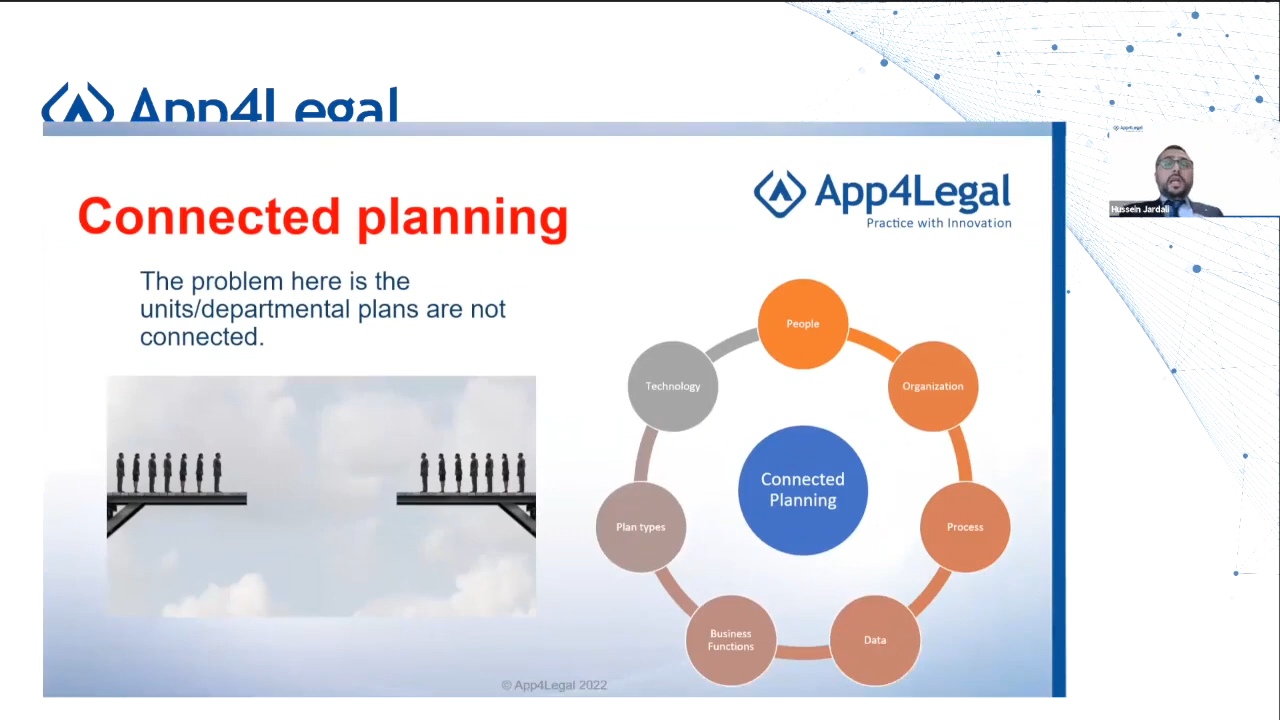 App4Legal
App4Legal
Practice with Innovation
Connected planning
The problem here is the
units/departmental plans are not
connected.
People
Organization
Process
Data
Business
Functions
Plan types
Technology
Connected
Planning
© App4Legal 2022
App4Legal
Hussein Jardali